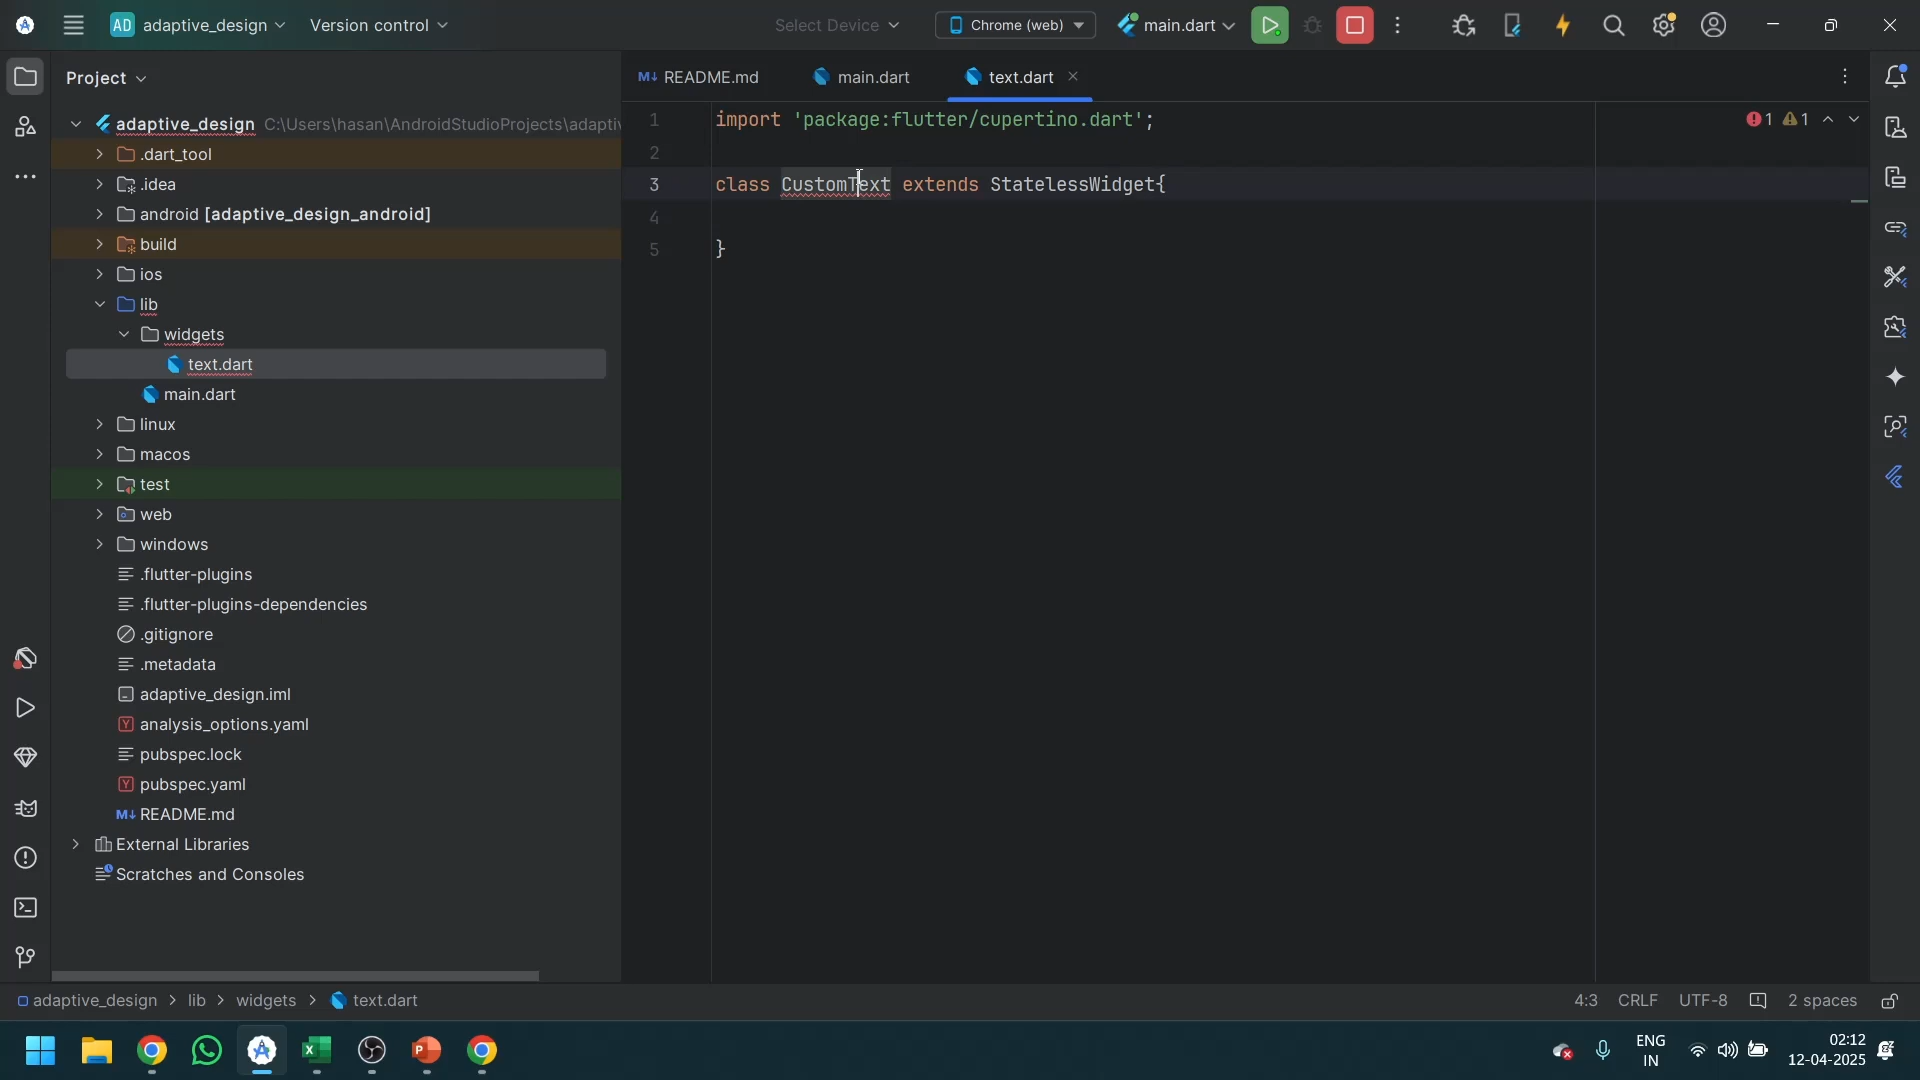 AD adaptive_design Version control Select Device Chrome (web) main.dart
Project
README.md main.dart text.dart
adaptive_design C:\Users\hasan\AndroidStudioProjects\adapti
.dart_tool
.idea
android [adaptive_design_android]
build
ios
lib
widgets
text.dart
main.dart
linux
macos
test
web
windows
.flutter-plugins
.flutter-plugins-dependencies
.gitignore
.metadata
adaptive_design.iml
analysis_options.yaml
pubspec.lock
pubspec.yaml
README.md
External Libraries
Scratches and Consoles
1 import 'package:flutter/cupertino.dart'; 1 1
2
3 class CustomText extends StatelessWidget{
4
5 }
adaptive_design > lib > widgets > text.dart 4:3 CRLF UTF-8 2 spaces
ENG
IN
02:12
12-04-2025